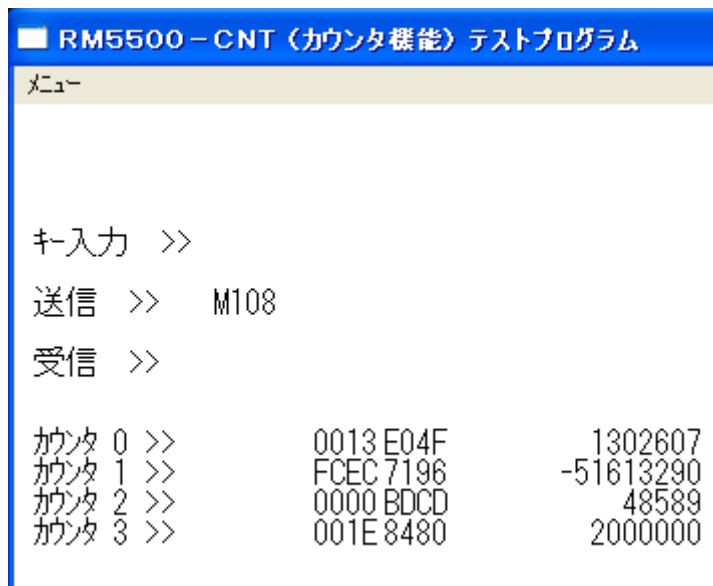 RM5500－CNT（カウンタ機能）テストプログラム
ﾒﾆｭｰ
ｷｰ入力 >>
送信 >> M108
受信 >>
ｶｳﾝﾀ 0 >> 0013 E04F 1302607
ｶｳﾝﾀ 1 >> FCEC 7196 -51613290
ｶｳﾝﾀ 2 >> 0000 BDCD 48589
ｶｳﾝﾀ 3 >> 001E 8480 2000000